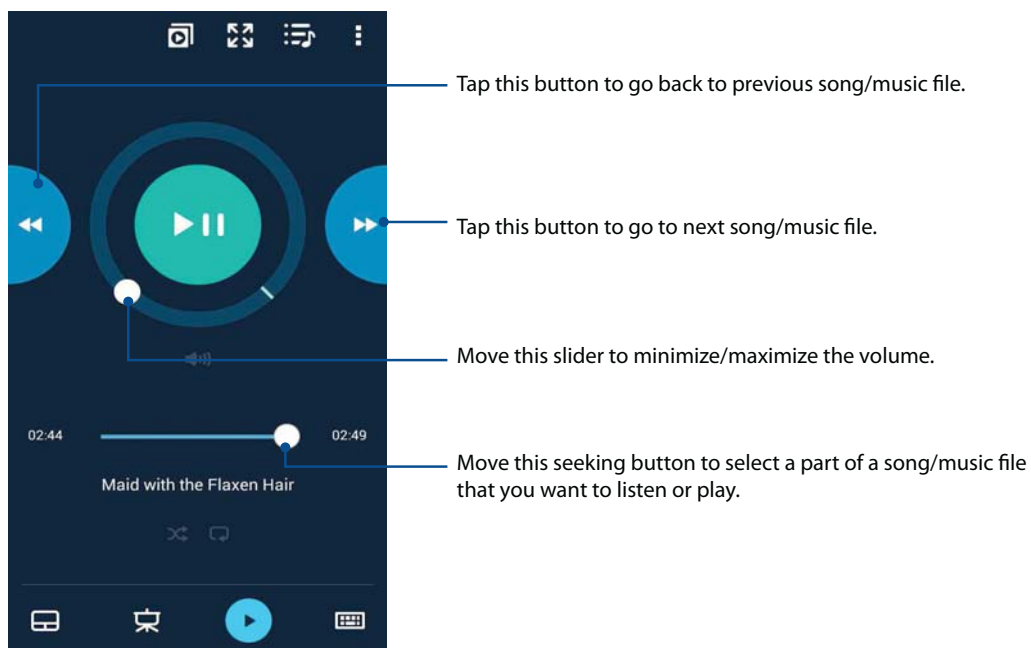 Tap this button to go back to previous song/music file.
Tap this button to go to next song/music file.
Move this slider to minimize/maximize the volume.
02:44
02:49
Move this seeking button to select a part of a song/music file
that you want to listen or play.
Maid with the Flaxen Hair